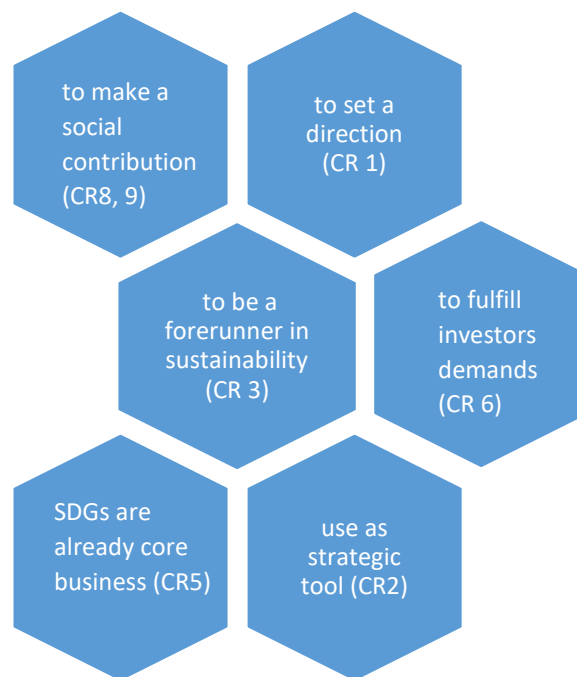 to make a
social
contribution
(CR8, 9)
to set a
direction
(CR 1)
to be a
forerunner in
sustainability
(CR 3)
to fulfill
investors
demands
(CR 6)
SDGs are
already core
business (CR5)
use as
strategic
tool (CR2)